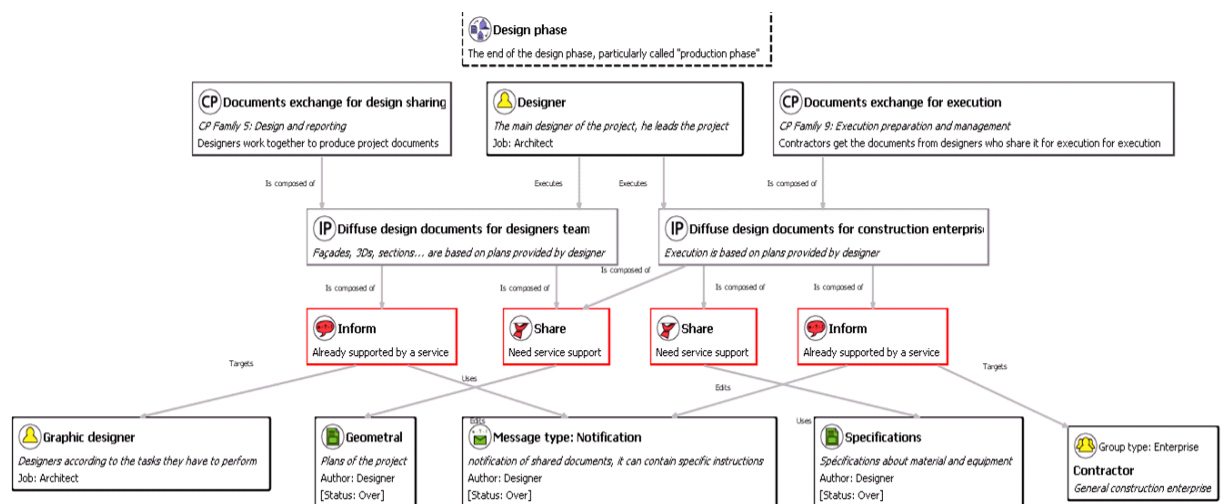 Design phase
The end of the design phase, particularly called "production phase"
CP Documents exchange for design sharing
CP Family 5: Design and reporting
Designers work together to produce project documents
Designer
The main designer of the project, he leads the project
Job: Architect
CP Documents exchange for execution
CP Family 9: Execution preparation and management
Contractors get the documents from designers who share it for execution for execution
Is composed of
Executes
Executes
Is composed of
IP Diffuse design documents for designers team
Façades, 3Ds, sections... are based on plans provided by designer
IP Diffuse design documents for construction enterpris
Execution is based on plans provided by designer
Is composed of
Is composed of
Is composed of
Is composed of
Is composed of
Inform
Already supported by a service
Share
Need service support
Share
Need service support
Inform
Already supported by a service
Targets
Uses
Edits
Targets
Graphic designer
Designers according to the tasks they have to perform
Job: Architect
Geometral
Plans of the project
Author: Designer
[Status: Over]
Edits
Message type: Notification
notification of shared documents, it can contain specific instructions
Author: Designer
[Status: Over]
Uses
Specifications
Spécifications about material and equipment
Author: Designer
[Status: Over]
Group type: Enterprise
Contractor
General construction enterprise